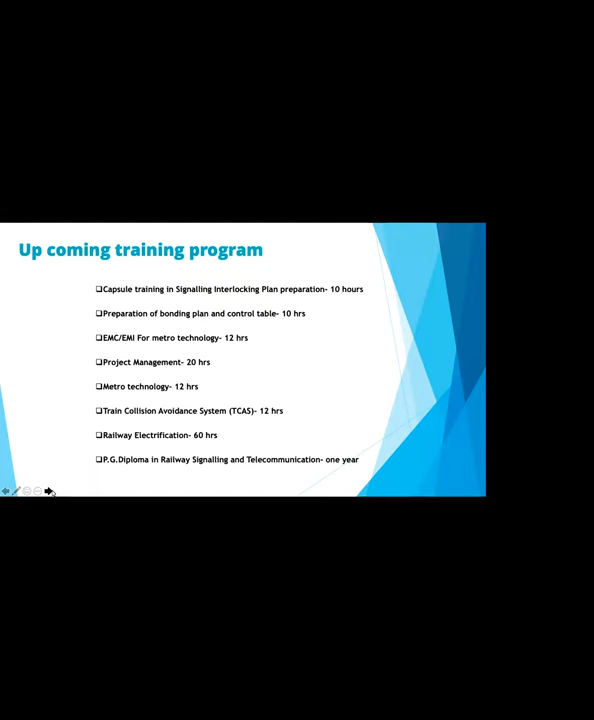 Up coming training program
❑Capsule training in Signalling Interlocking Plan preparation- 10 hours
❑Preparation of bonding plan and control table- 10 hrs
❑EMC/EMI For metro technology- 12 hrs
❑Project Management- 20 hrs
❑Metro technology- 12 hrs
❑Train Collision Avoidance System (TCAS)- 12 hrs
❑Railway Electrification- 60 hrs
❑P.G.Diploma in Railway Signalling and Telecommunication- one year